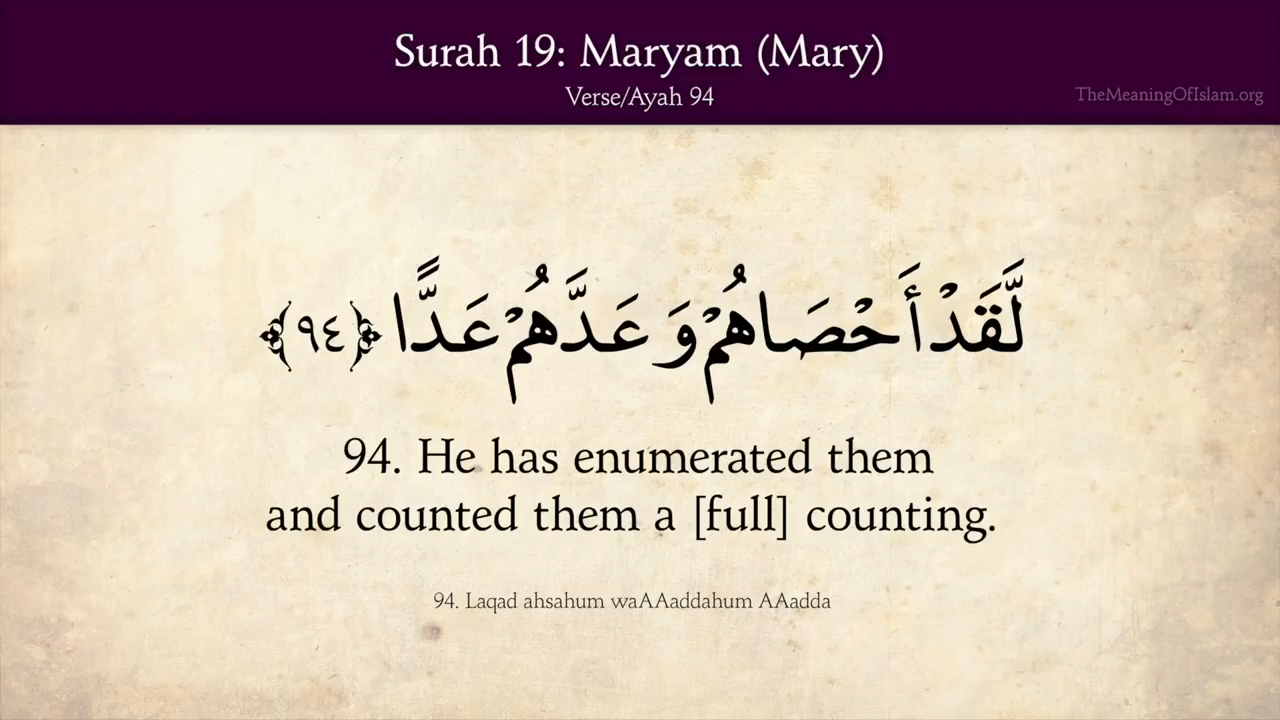 Surah 19: Maryam (Mary)
Verse/Ayah 94
TheMeaningOfIslam.org
لَّقَدْ أَحْصَاهُمْ وَعَدَّهُمْ عَدًّا ﴿٩٤﴾
94. He has enumerated them
and counted them a [full] counting.
94. Laqad ahsahum waAAaddahum AAadda